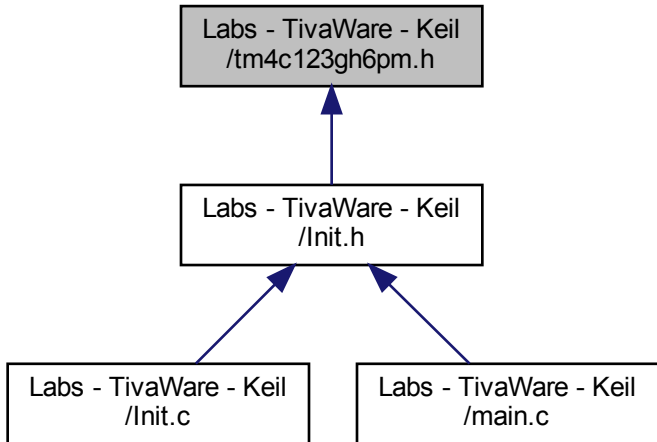 Labs - TivaWare - Keil
/tm4c123gh6pm.h
Labs - TivaWare - Keil
/Init.h
Labs - TivaWare - Keil
/Init.c
Labs - TivaWare - Keil
/main.c